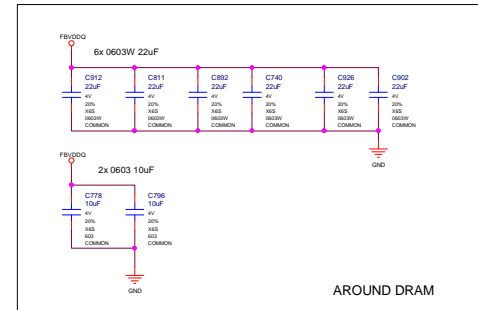 FBVDDQ
6x 0603W 22uF
C912 C811 C892 C740 C926 C902
22uF 22uF 22uF 22uF 22uF 22uF
4V 4V 4V 4V 4V 4V
20% 20% 20% 20% 20% 20%
X6S X6S X6S X6S X6S X6S
0603W 0603W 0603W 0603W 0603W 0603W
COMMON COMMON COMMON COMMON COMMON COMMON
GND
FBVDDQ
2x 0603 10uF
C778 C796
10uF 10uF
4V 4V
20% 20%
X6S X6S
603 603
COMMON COMMON
GND
AROUND DRAM